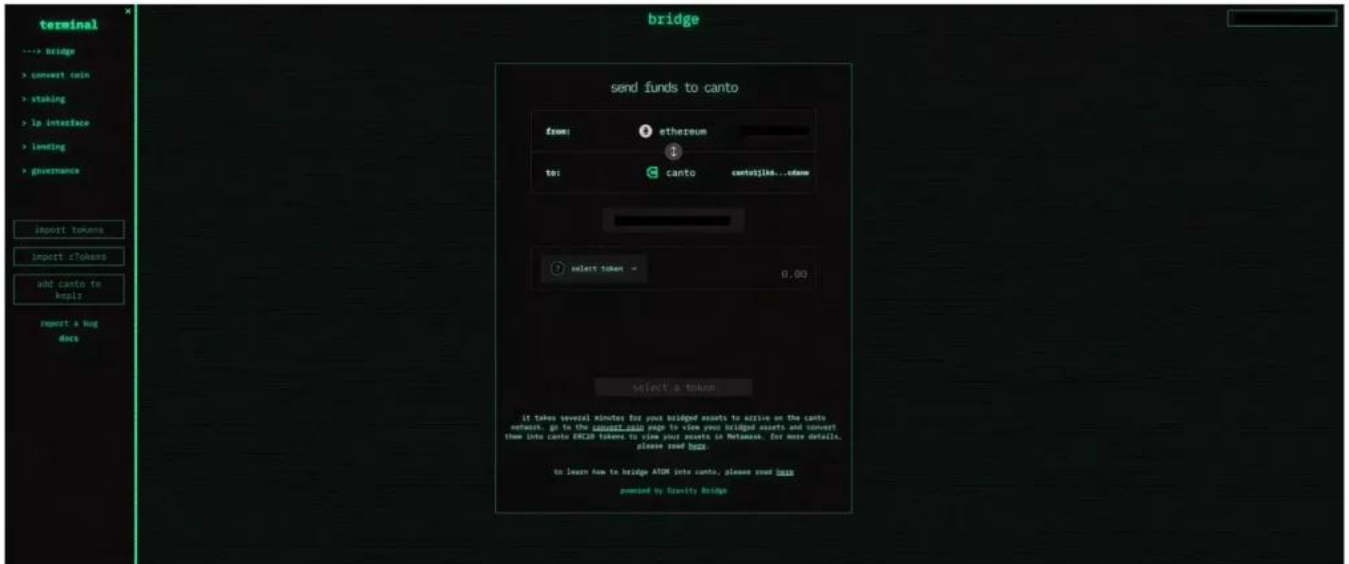 terminal
×
---> bridge
> convert coin
> staking
> lp interface
> lending
> governance
import tokens
import cTokens
add canto to
keplr
report a bug
docs
bridge
send funds to canto
from:
ethereum
to:
canto
?
select token
0.00
select a token
it takes several minutes for your bridged assets to arrive on the canto
network. go to the convert coin page to view your bridged assets and convert
them into canto ERC20 tokens to view your assets in Metamask. for more details,
please read here.
to learn how to bridge ATOM into canto, please read here
powered by Gravity Bridge